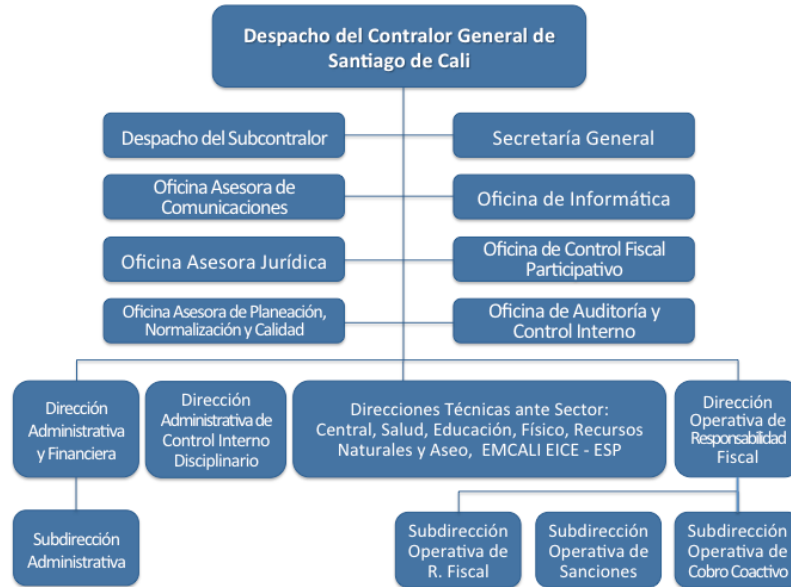 Despacho del Contralor General de
Santiago de Cali
Despacho del Subcontralor
Secretaría General
Oficina Asesora de
Comunicaciones
Oficina de Informática
Oficina Asesora Jurídica
Oficina de Control Fiscal
Participativo
Oficina Asesora de Planeación,
Normalización y Calidad
Oficina de Auditoría y
Control Interno
Dirección
Administrativa
y Financiera
Dirección
Administrativa de
Control Interno
Disciplinario
Direcciones Técnicas ante Sector:
Central, Salud, Educación, Físico, Recursos
Naturales y Aseo, EMCALI EICE - ESP
Dirección
Operativa de
Responsabilidad
Fiscal
Subdirección
Administrativa
Subdirección
Operativa de
R. Fiscal
Subdirección
Operativa de
Sanciones
Subdirección
Operativa de
Cobro Coactivo